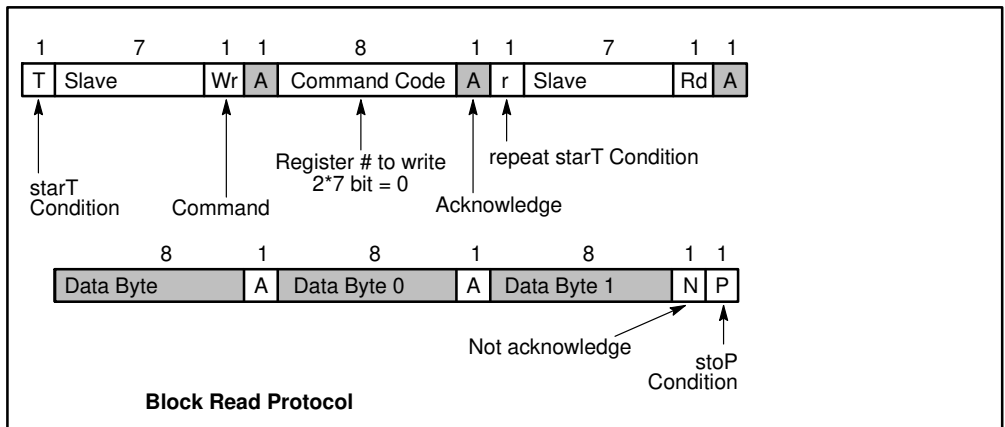 1 7 1 1 8 1 1 7 1 1
T Slave Wr A Command Code A r Slave Rd A
Register # to write
2*7 bit = 0
repeat starT Condition
starT
Condition
Command
Acknowledge
8 1 8 1 8 1 1
Data Byte A Data Byte 0 A Data Byte 1 N P
Not acknowledge
stoP
Condition
Block Read Protocol